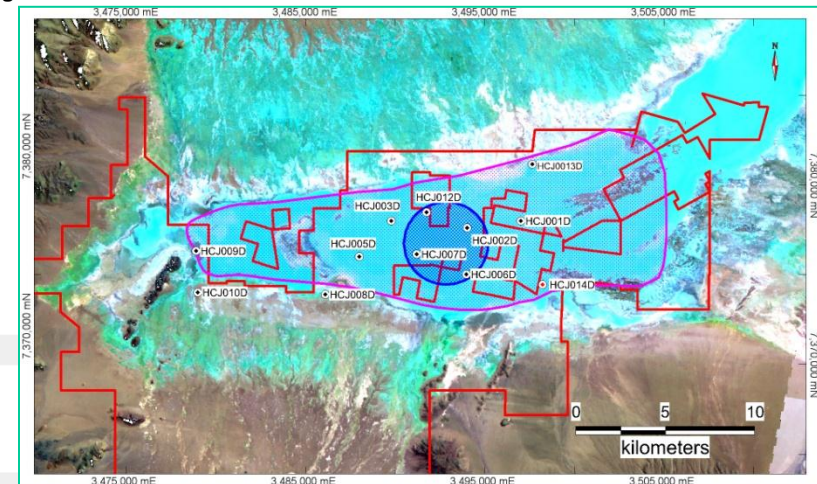 3,475,000 mE 3,485,000 mE 3,495,000 mE 3,505,000 mE
N
7,380,000 mN
7,380,000 mN
HCJ0013D
HCJ012D
HCJ003D
HCJ001D
HCJ002D
HCJ009D
HCJ005D
HCJ007D
HCJ006D
HCJ014D
HCJ010D
HCJ008D
7,370,000 mN
7,370,000 mN
0 5 10
kilometers
3,475,000 mE 3,485,000 mE 3,495,000 mE 3,505,000 mE